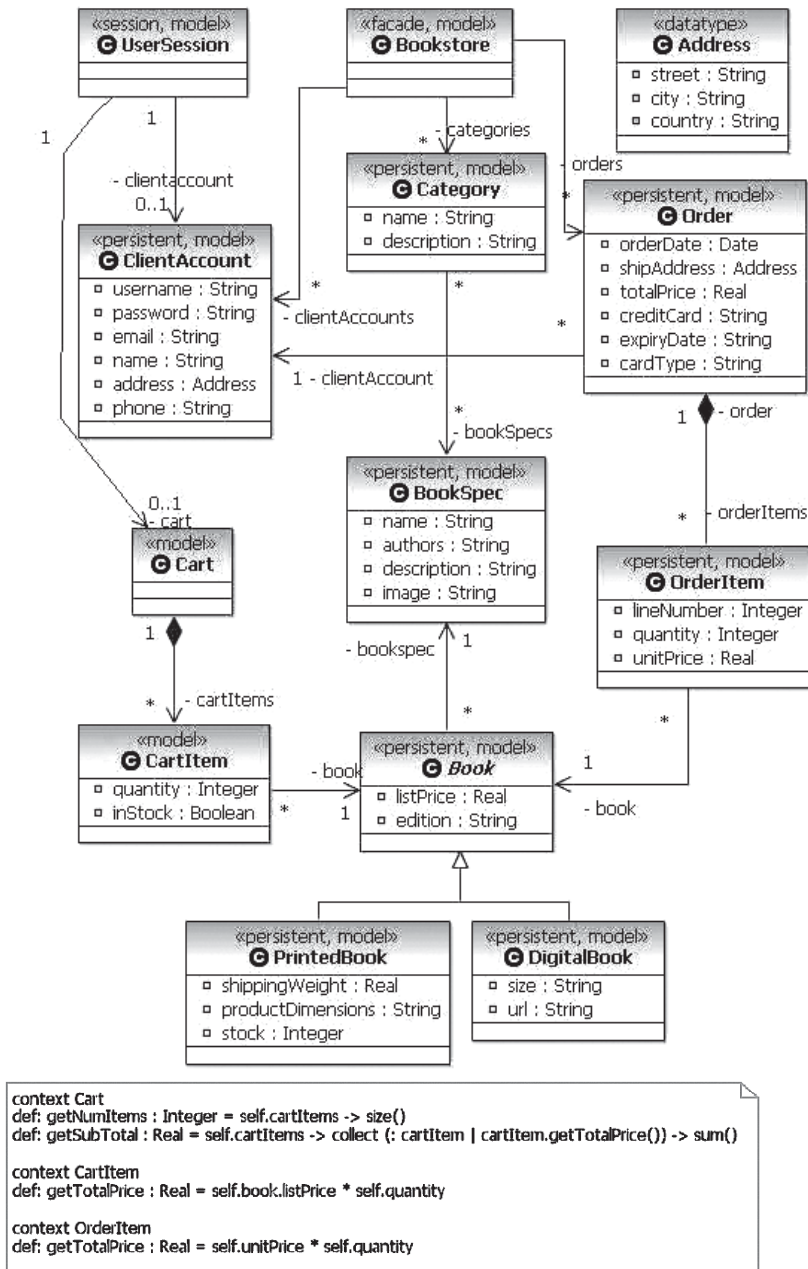 «session, model»
C UserSession
«facade, model»
C Bookstore
«datatype»
C Address
street : String
city : String
country : String
1
1
- clientaccount
0..1
*
- categories
- orders
*
«persistent, model»
C Category
name : String
description : String
«persistent, model»
C Order
orderDate : Date
shipAddress : Address
totalPrice : Real
creditCard : String
expiryDate : String
cardType : String
«persistent, model»
C ClientAccount
username : String
password : String
email : String
name : String
address : Address
phone : String
*
- clientAccounts
*
*
1 - clientAccount
1
- order
*
- bookSpecs
0..1
- cart
«model»
C Cart
«persistent, model»
C BookSpec
name : String
authors : String
description : String
image : String
*
- orderItems
«persistent, model»
C OrderItem
lineNumber : Integer
quantity : Integer
unitPrice : Real
1
- bookspec
1
*
- cartItems
*
*
«model»
C CartItem
quantity : Integer
inStock : Boolean
- book
*
1
«persistent, model»
C Book
listPrice : Real
edition : String
1
- book
«persistent, model»
C PrintedBook
shippingWeight : Real
productDimensions : String
stock : Integer
«persistent, model»
C DigitalBook
size : String
url : String
context Cart
def: getNumItems : Integer = self.cartItems -> size()
def: getSubTotal : Real = self.cartItems -> collect (: cartItem | cartItem.getTotalPrice()) -> sum()
context CartItem
def: getTotalPrice : Real = self.book.listPrice * self.quantity
context OrderItem
def: getTotalPrice : Real = self.unitPrice * self.quantity